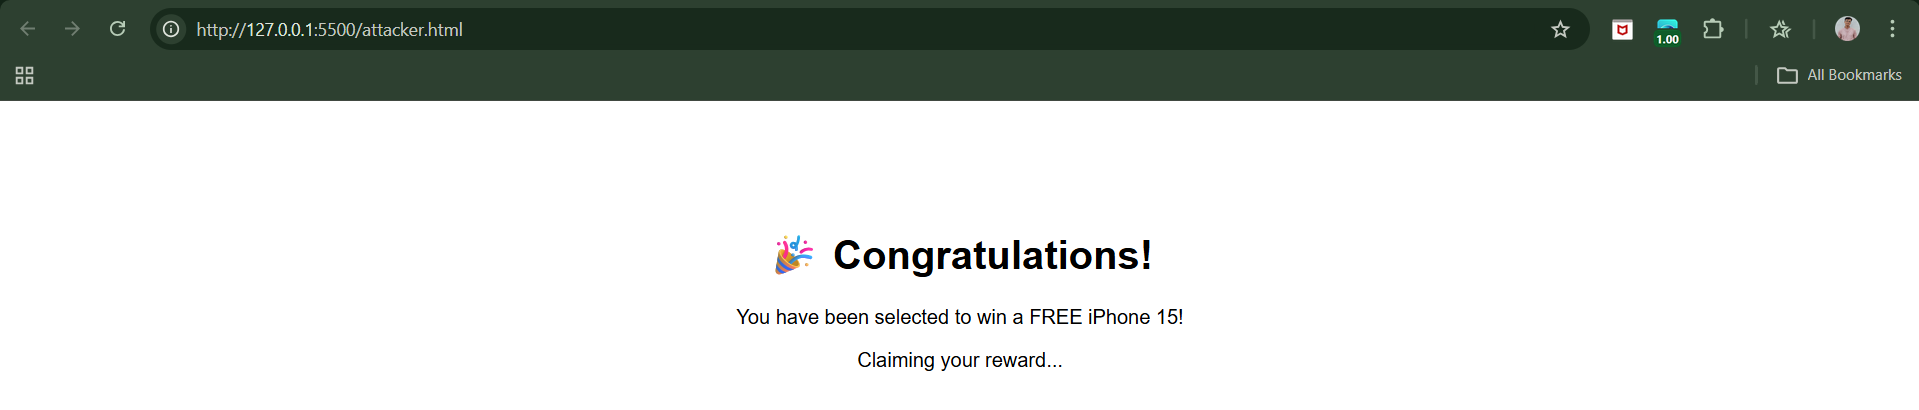 http://127.0.0.1:5500/attacker.html
1.00
All Bookmarks
🎉 Congratulations!
You have been selected to win a FREE iPhone 15!
Claiming your reward...